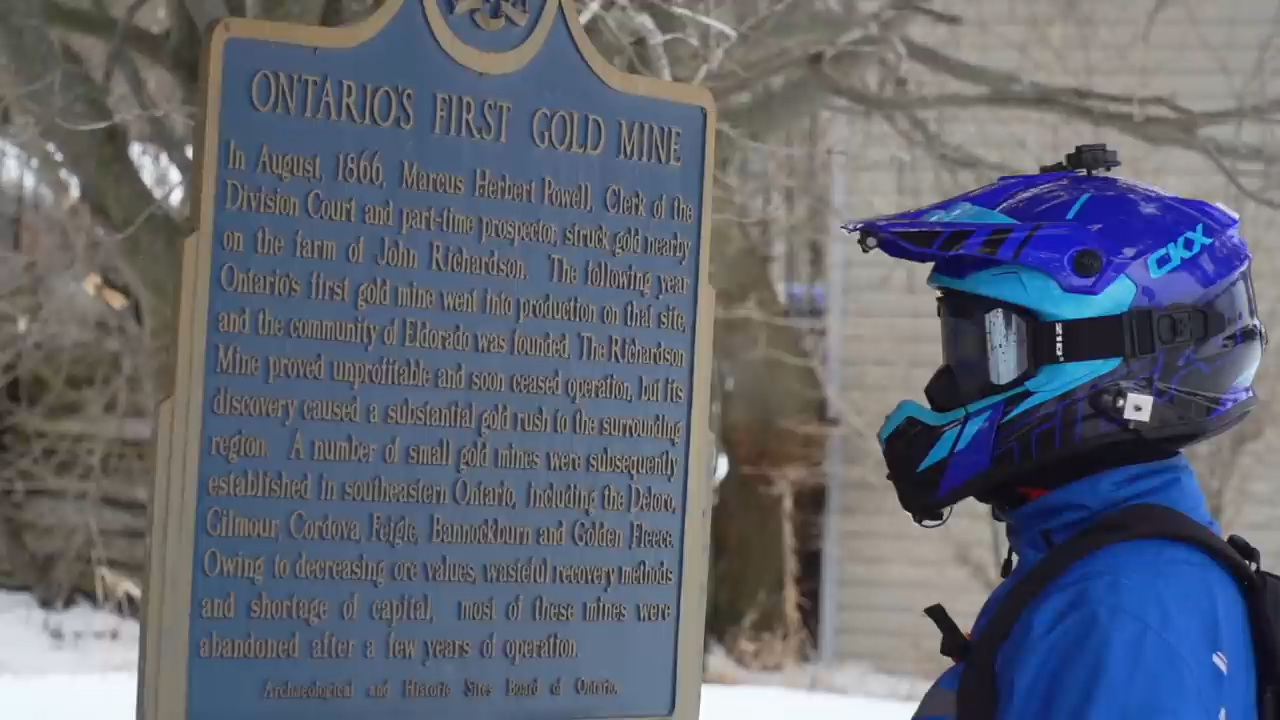 ONTARIO'S FIRST GOLD MINE
In August, 1866, Marcus Herbert Powell, Clerk of the
Division Court and part-time prospector, struck gold nearby
on the farm of John Richardson. The following year
Ontario's first gold mine went into production on that site,
and the community of Eldorado was founded. The Richardson
Mine proved unprofitable and soon ceased operation, but its
discovery caused a substantial gold rush to the surrounding
region. A number of small gold mines were subsequently
established in southeastern Ontario, including the Deloro,
Gilmour, Cordova, Feigle, Bannockburn and Golden Fleece.
Owing to decreasing ore values, wasteful recovery methods
and shortage of capital, most of these mines were
abandoned after a few years of operation.
Archaeological and Historic Sites Board of Ontario.
CKX